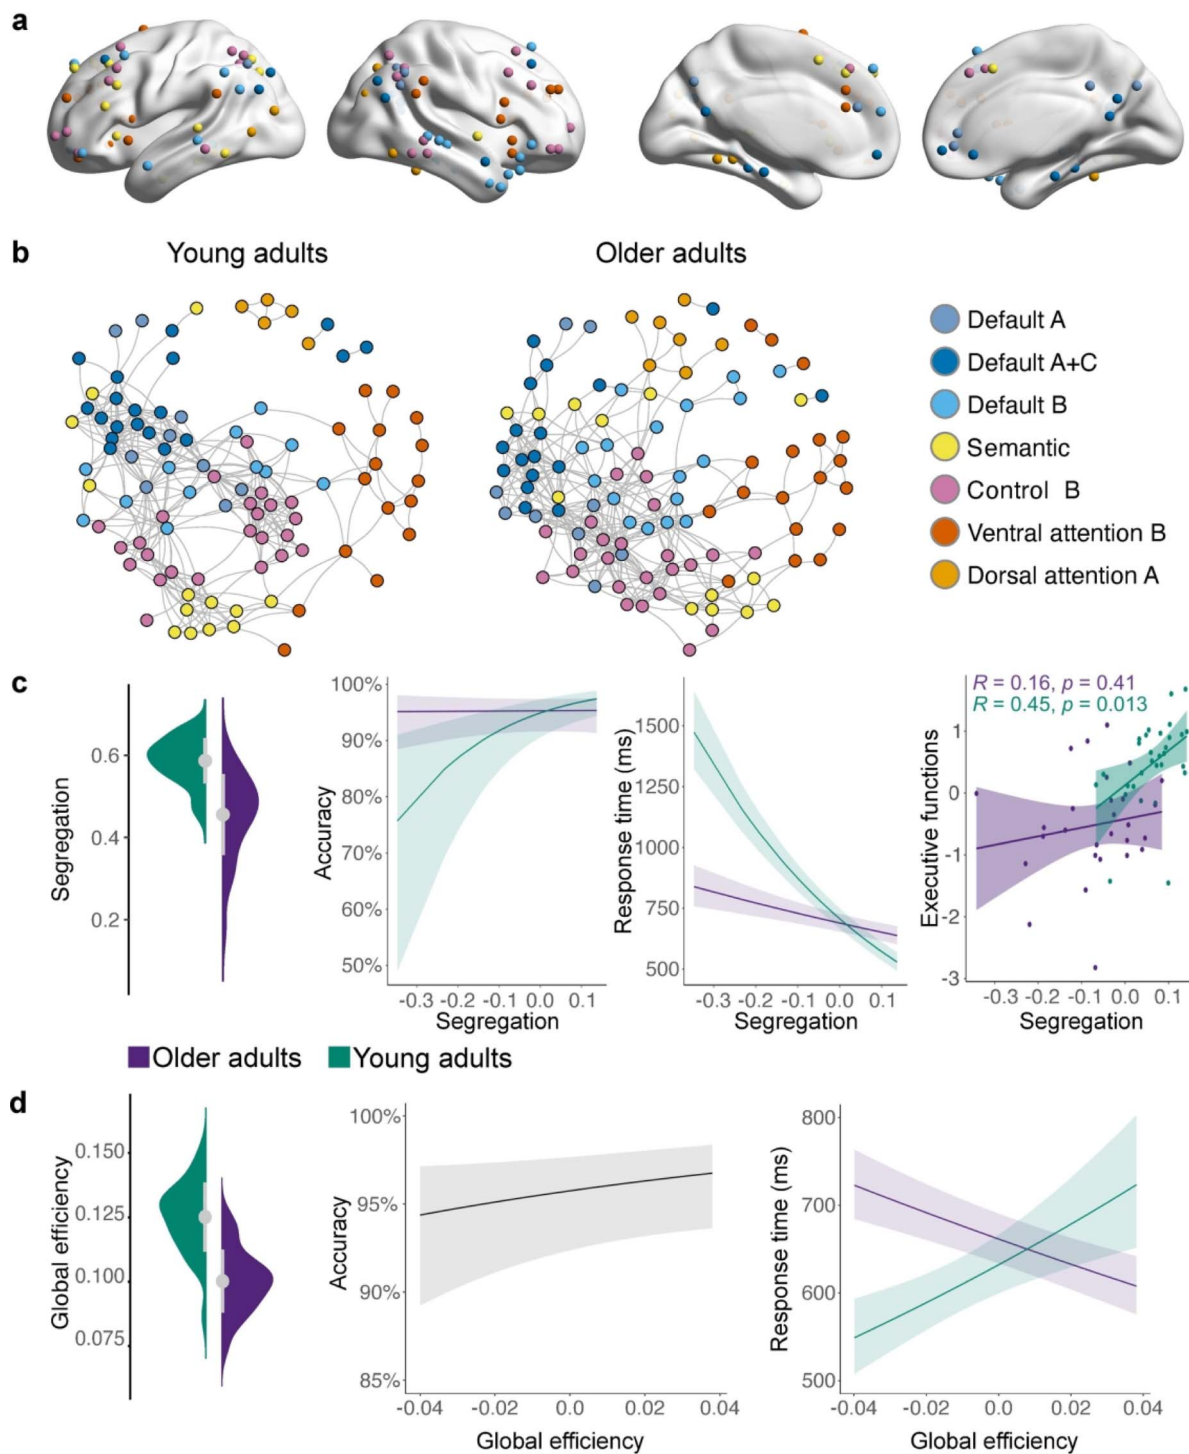 a
b
Young adults
Older adults
Default A
Default A+C
Default B
Semantic
Control B
Ventral attention B
Dorsal attention A
c
Segregation
0.6
0.4
0.2
Accuracy
100%
90%
80%
70%
60%
50%
-0.3 -0.2 -0.1 0.0 0.1
Segregation
Response time (ms)
1500
1250
1000
750
500
-0.3 -0.2 -0.1 0.0 0.1
Segregation
R = 0.16, p = 0.41
R = 0.45, p = 0.013
Executive functions
1
0
-1
-2
-3
-0.3 -0.2 -0.1 0.0 0.1
Segregation
Older adults
Young adults
d
Global efficiency
0.150
0.125
0.100
0.075
Accuracy
100%
95%
90%
85%
-0.04 -0.02 0.0 0.02 0.04
Global efficiency
Response time (ms)
800
700
600
500
-0.04 -0.02 0.0 0.02 0.04
Global efficiency